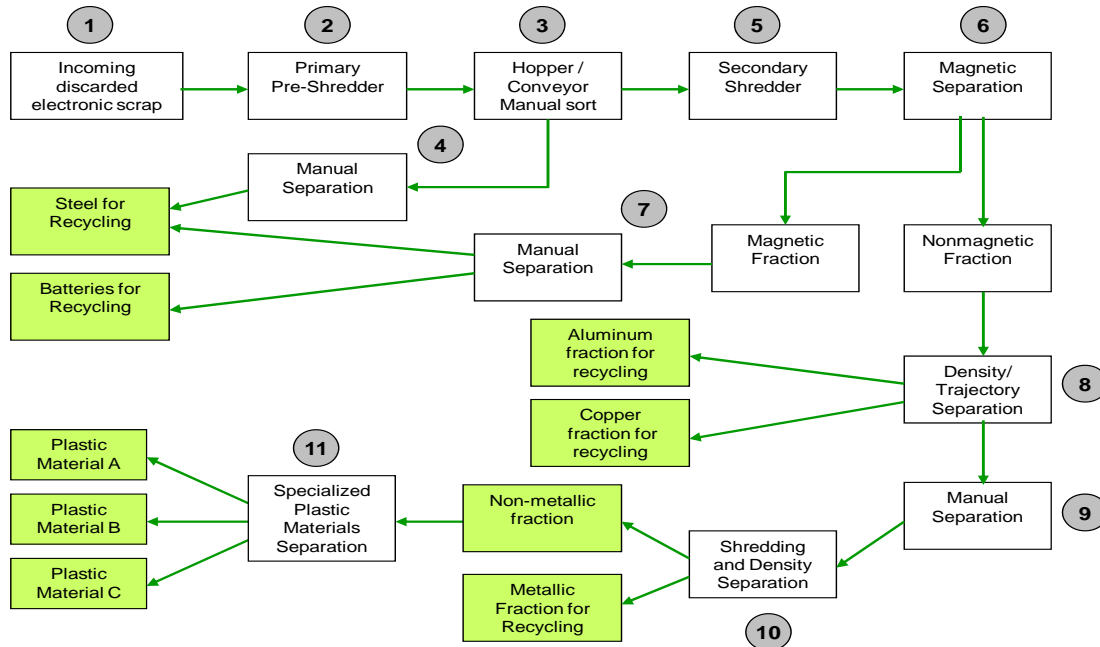 1
2
3
5
6
Incoming
discarded
electronic scrap
Primary
Pre-Shredder
Hopper /
Conveyor
Manual sort
Secondary
Shredder
Magnetic
Separation
4
Manual
Separation
Steel for
Recycling
7
Manual
Separation
Magnetic
Fraction
Nonmagnetic
Fraction
Batteries for
Recycling
Aluminum
fraction for
recycling
Density/
Trajectory
Separation
8
Copper
fraction for
recycling
11
Plastic
Material A
Specialized
Plastic
Materials
Separation
Non-metallic
fraction
Manual
Separation
9
Plastic
Material B
Shredding
and Density
Separation
Plastic
Material C
Metallic
Fraction for
Recycling
10